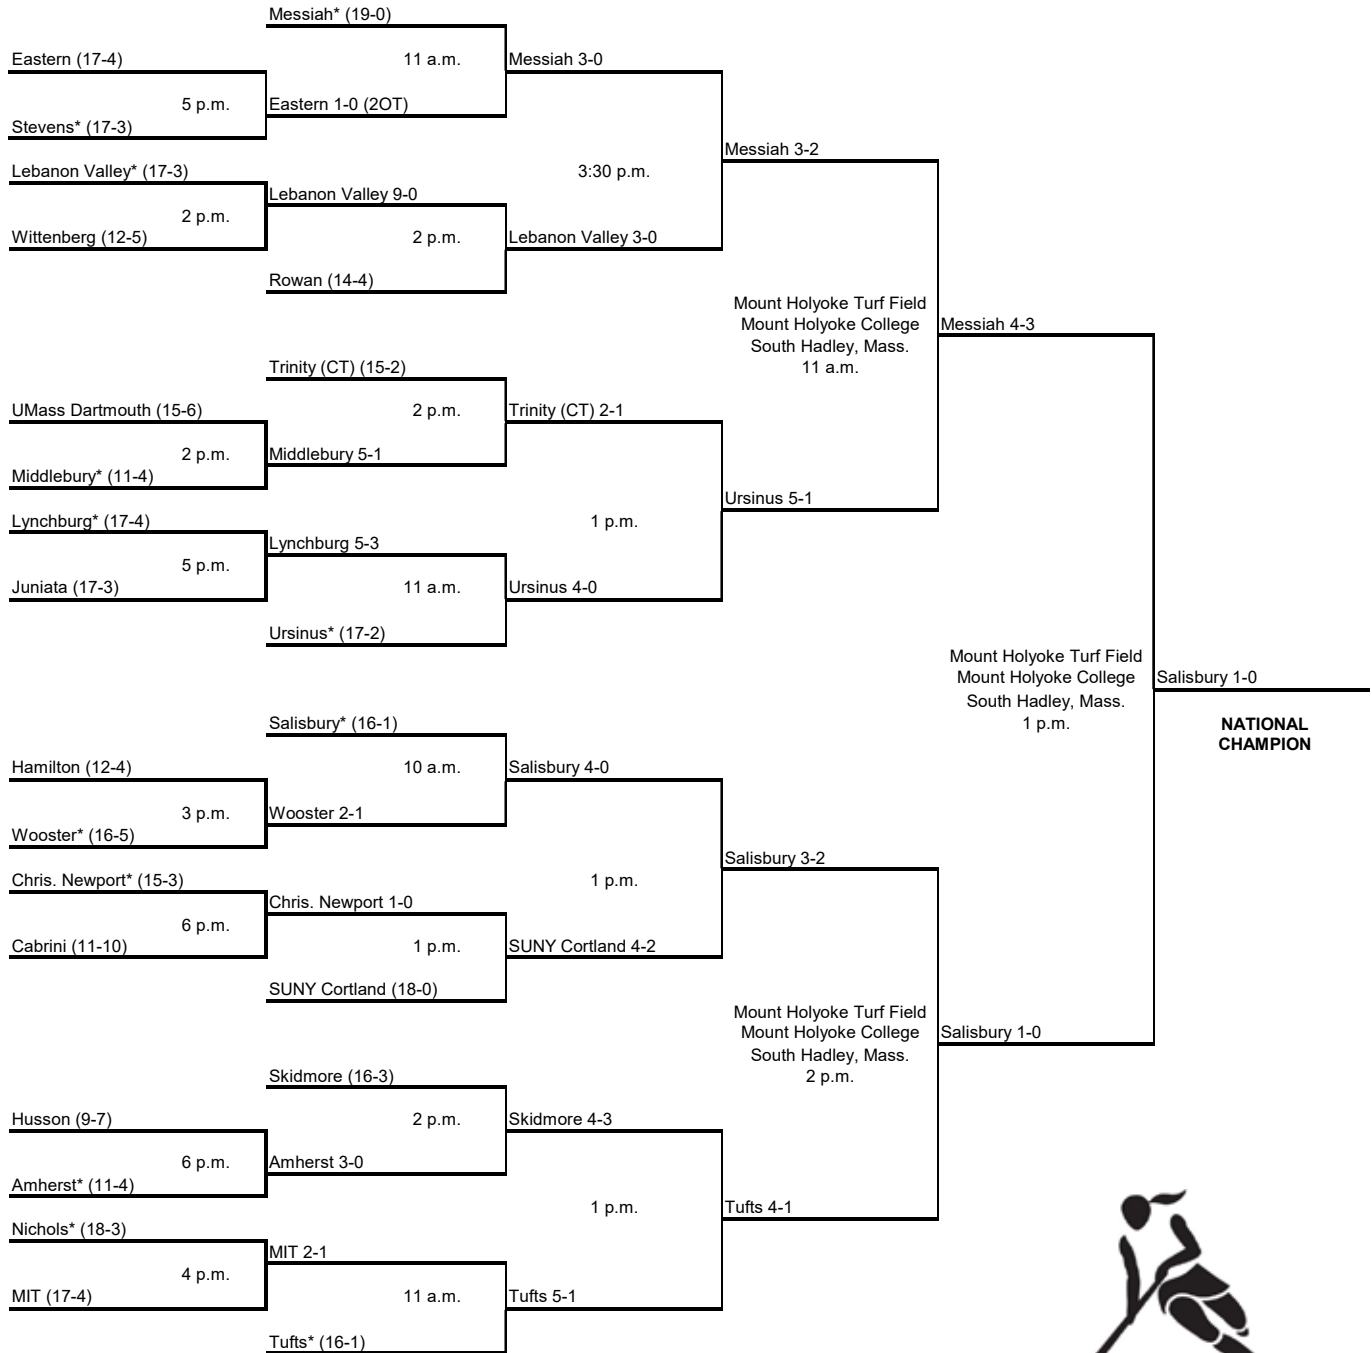 Messiah* (19-0)
Eastern (17-4)
11 a.m.
Messiah 3-0
5 p.m.
Eastern 1-0 (2OT)
Stevens* (17-3)
Messiah 3-2
Lebanon Valley* (17-3)
3:30 p.m.
Lebanon Valley 9-0
2 p.m.
Wittenberg (12-5)
2 p.m.
Lebanon Valley 3-0
Rowan (14-4)
Mount Holyoke Turf Field
Mount Holyoke College
South Hadley, Mass.
11 a.m.
Messiah 4-3
Trinity (CT) (15-2)
UMass Dartmouth (15-6)
2 p.m.
Trinity (CT) 2-1
2 p.m.
Middlebury 5-1
Middlebury* (11-4)
Ursinus 5-1
Lynchburg* (17-4)
1 p.m.
Lynchburg 5-3
5 p.m.
Juniata (17-3)
11 a.m.
Ursinus 4-0
Ursinus* (17-2)
Mount Holyoke Turf Field
Mount Holyoke College
South Hadley, Mass.
1 p.m.
Salisbury 1-0
NATIONAL
CHAMPION
Salisbury* (16-1)
Hamilton (12-4)
10 a.m.
Salisbury 4-0
3 p.m.
Wooster 2-1
Wooster* (16-5)
Salisbury 3-2
Chris. Newport* (15-3)
1 p.m.
Chris. Newport 1-0
6 p.m.
Cabrini (11-10)
1 p.m.
SUNY Cortland 4-2
SUNY Cortland (18-0)
Mount Holyoke Turf Field
Mount Holyoke College
South Hadley, Mass.
2 p.m.
Salisbury 1-0
Skidmore (16-3)
Husson (9-7)
2 p.m.
Skidmore 4-3
6 p.m.
Amherst 3-0
Amherst* (11-4)
1 p.m.
Tufts 4-1
Nichols* (18-3)
MIT 2-1
4 p.m.
MIT (17-4)
11 a.m.
Tufts 5-1
Tufts* (16-1)